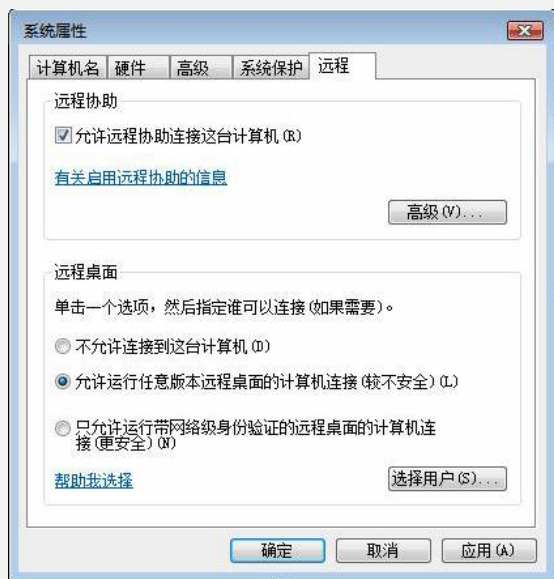 系统属性
计算机名 硬件 高级 系统保护 远程
远程协助
允许远程协助连接这台计算机(R)
有关启用远程协助的信息
高级(V)...
远程桌面
单击一个选项，然后指定谁可以连接(如果需要)。
不允许连接到这台计算机(D)
允许运行任意版本远程桌面的计算机连接(较不安全)(L)
只允许运行带网络级身份验证的远程桌面的计算机连
接(更安全)(N)
帮助我选择 选择用户(S)...
确定 取消 应用(A)